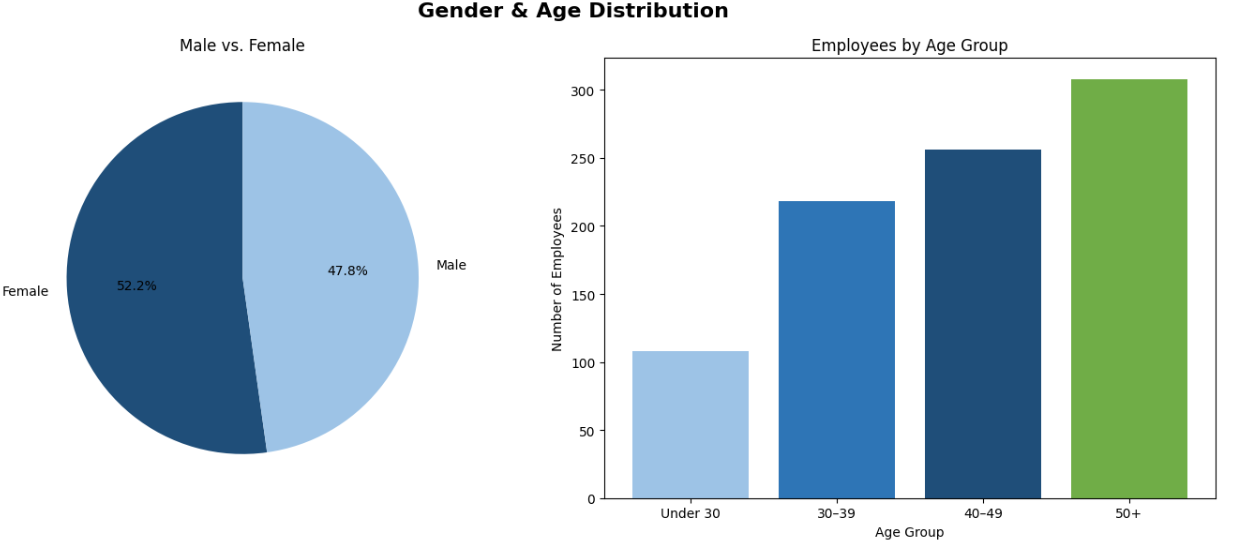 Gender & Age Distribution
Male vs. Female
Female
52.2%
47.8%
Male
Employees by Age Group
Number of Employees
300
250
200
150
100
50
0
Under 30
30–39
40–49
50+
Age Group